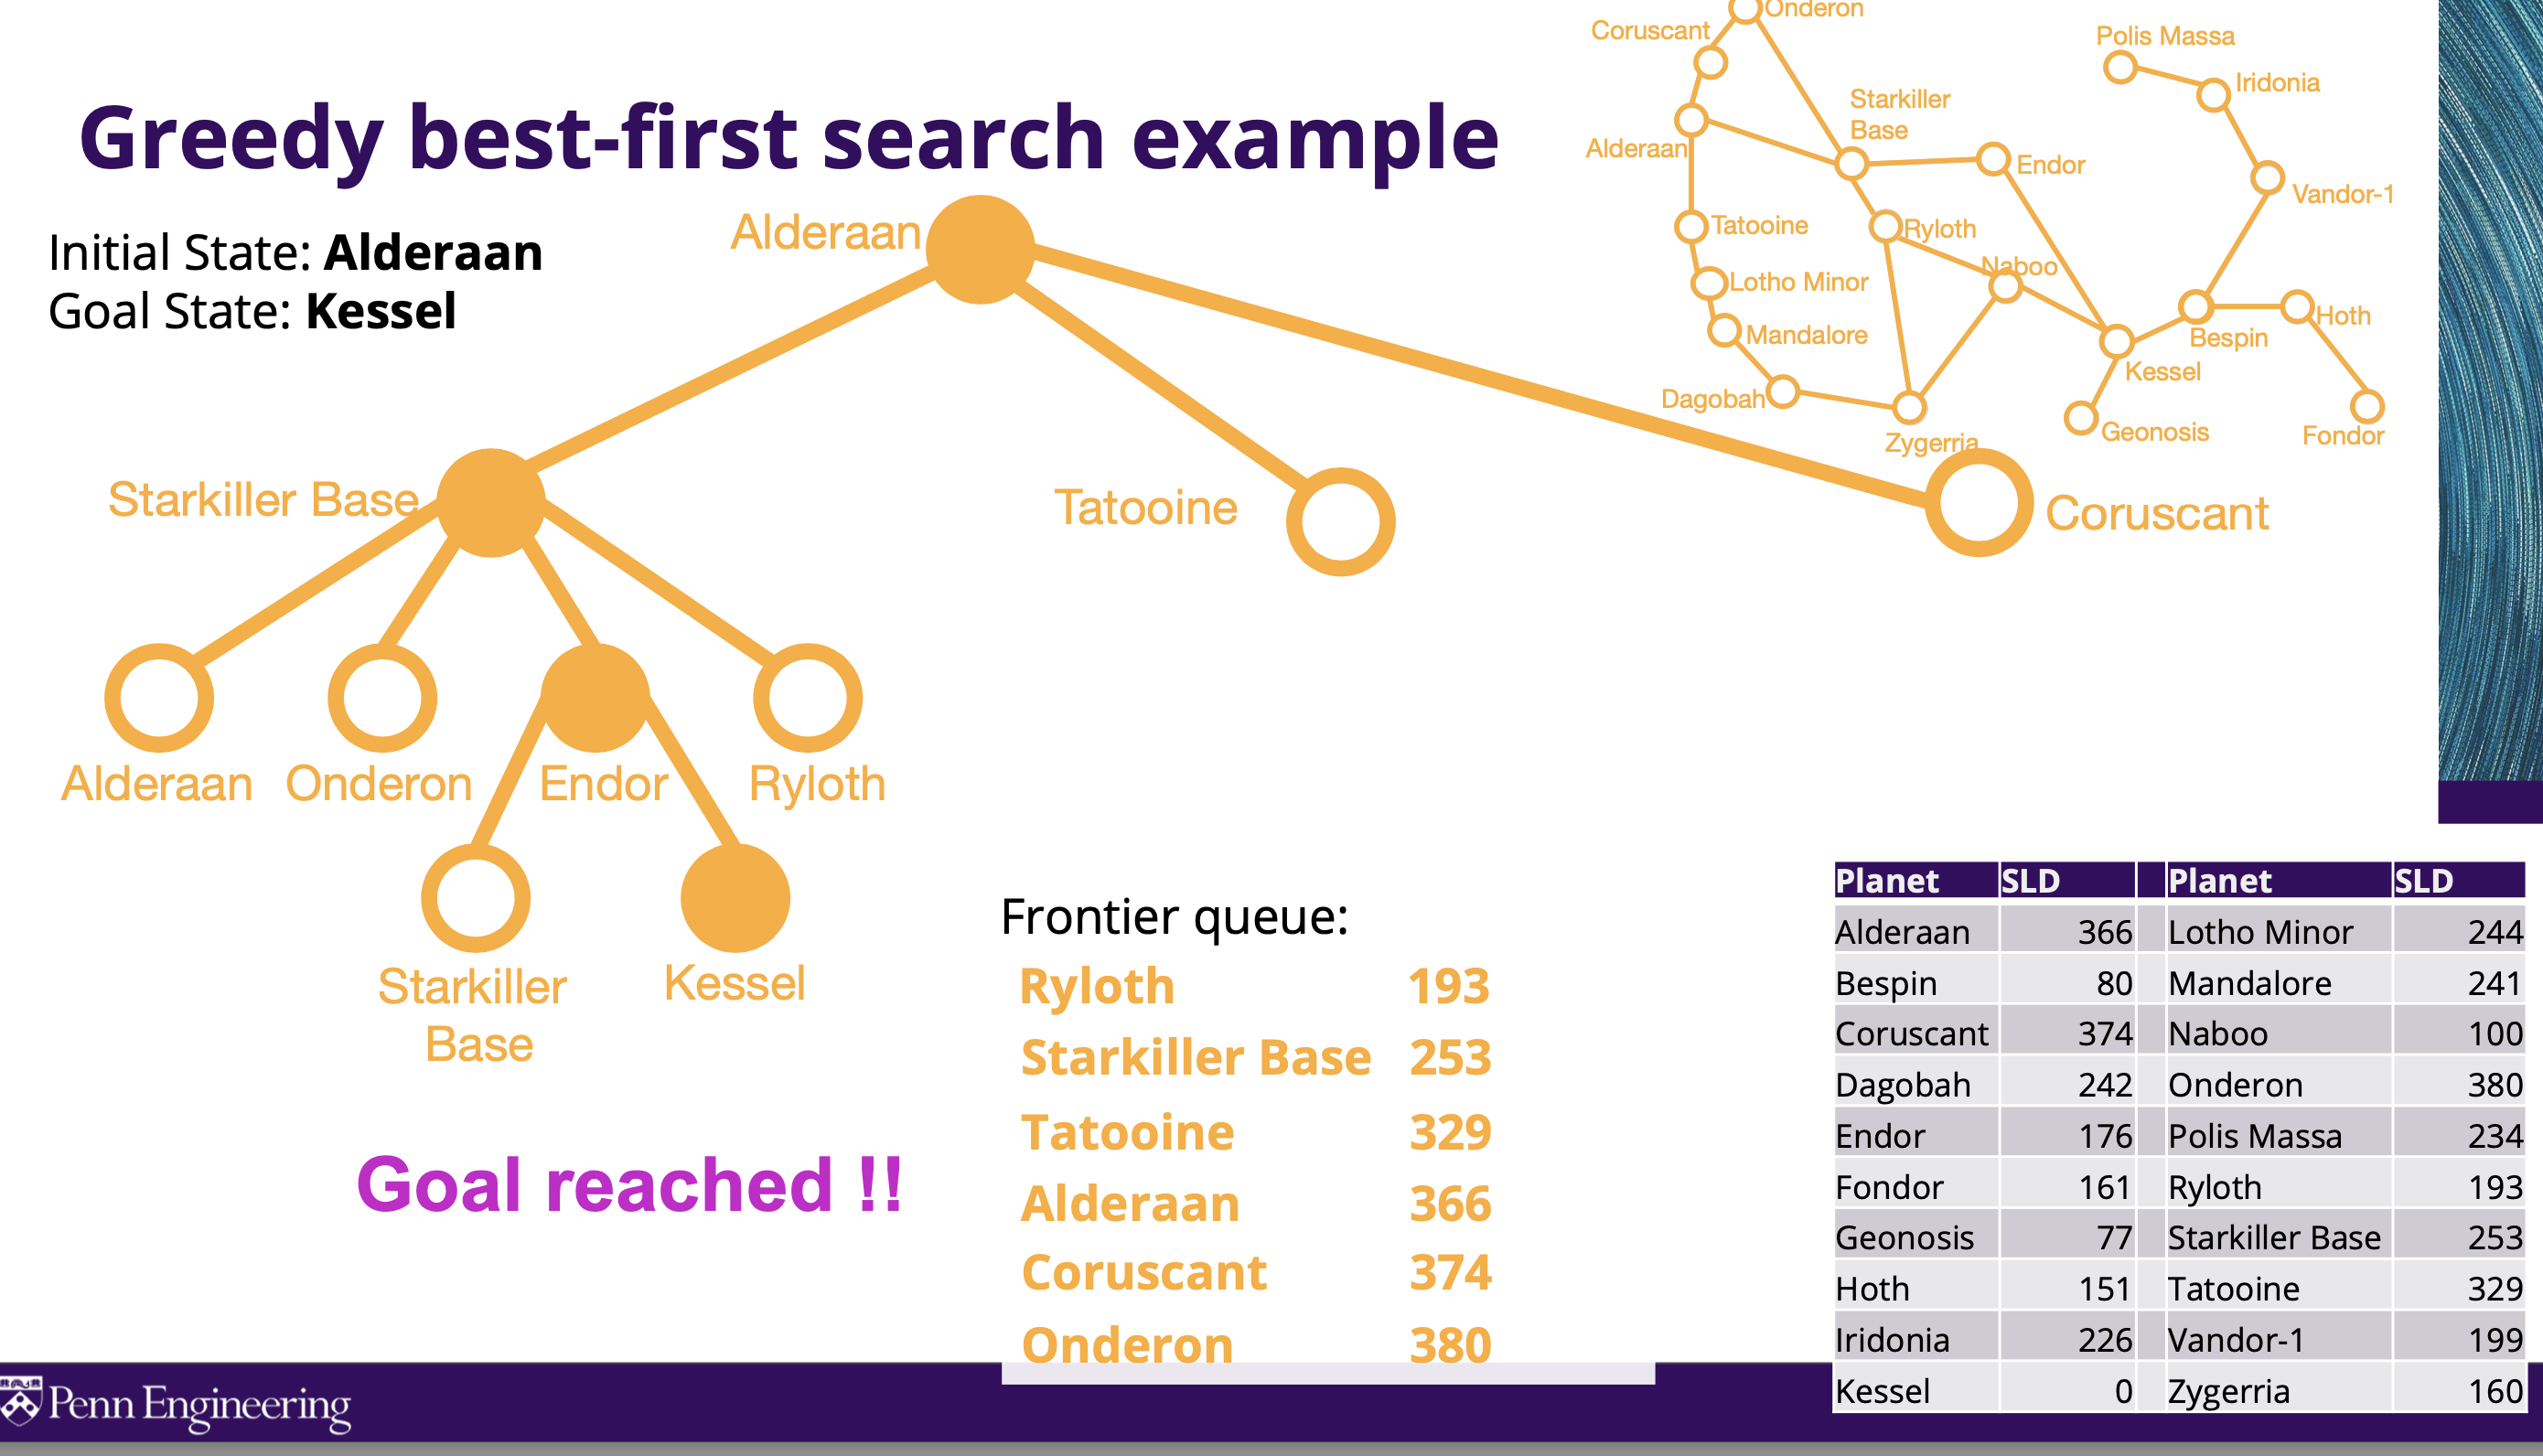 Greedy best-first search example
Initial State: Alderaan
Goal State: Kessel
Onderon
Coruscant
Polis Massa
Iridonia
Starkiller
Base
Alderaan
Endor
Vandor-1
Tatooine
Ryloth
Naboo
Lotho Minor
Mandalore
Hoth
Bespin
Kessel
Dagobah
Geonosis
Fondor
Zygerria
Alderaan
Starkiller Base
Tatooine
Coruscant
Alderaan
Onderon
Endor
Ryloth
Starkiller
Base
Kessel
Goal reached !!
Frontier queue:
Ryloth 193
Starkiller Base 253
Tatooine 329
Alderaan 366
Coruscant 374
Onderon 380
Planet SLD Planet SLD
Alderaan 366 Lotho Minor 244
Bespin 80 Mandalore 241
Coruscant 374 Naboo 100
Dagobah 242 Onderon 380
Endor 176 Polis Massa 234
Fondor 161 Ryloth 193
Geonosis 77 Starkiller Base 253
Hoth 151 Tatooine 329
Iridonia 226 Vandor-1 199
Kessel 0 Zygerria 160
Penn Engineering